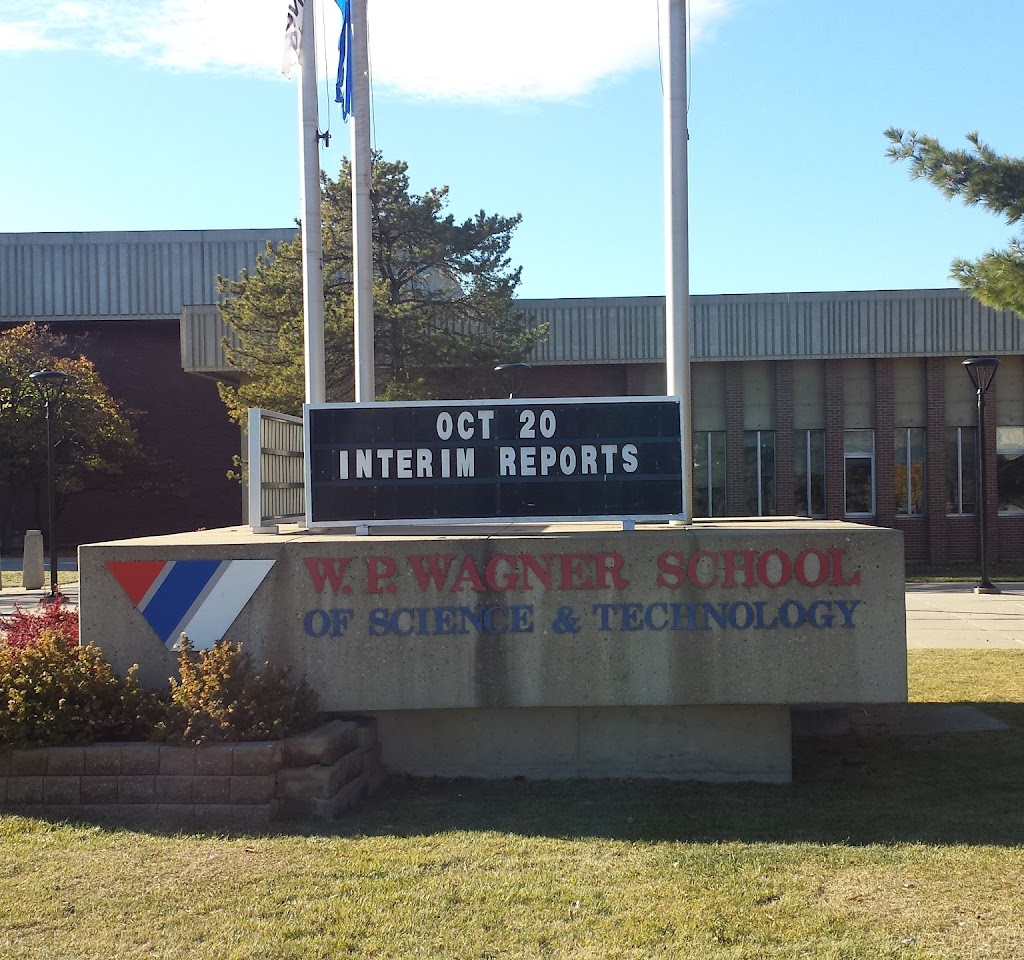 OCT 20
INTERIM REPORTS
W. P. WAGNER SCHOOL
OF SCIENCE & TECHNOLOGY